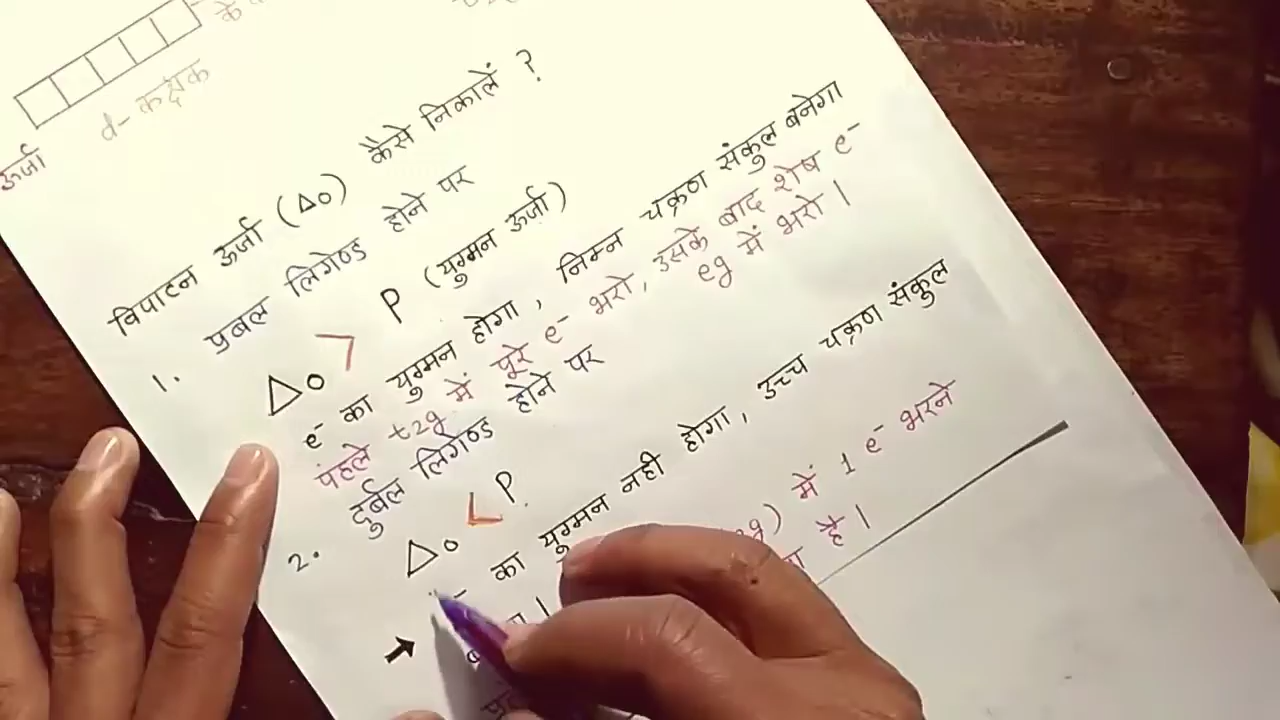 d-कक्षक
ऊर्जा
विपाटन ऊर्जा (Δo) कैसे निकालें ?
1. प्रबल लिगेण्ड होने पर
Δo > P (युग्मन ऊर्जा)
e⁻ का युग्मन होगा, निम्न चक्रण संकुल बनेगा
पहले t2g में पूरे e⁻ भरो, उसके बाद शेष e⁻
eg में भरो।
2. दुर्बल लिगेण्ड होने पर
Δo < P.
→ का युग्मन नही होगा, उच्च चक्रण संकुल
में 1 e⁻ भरने
है।